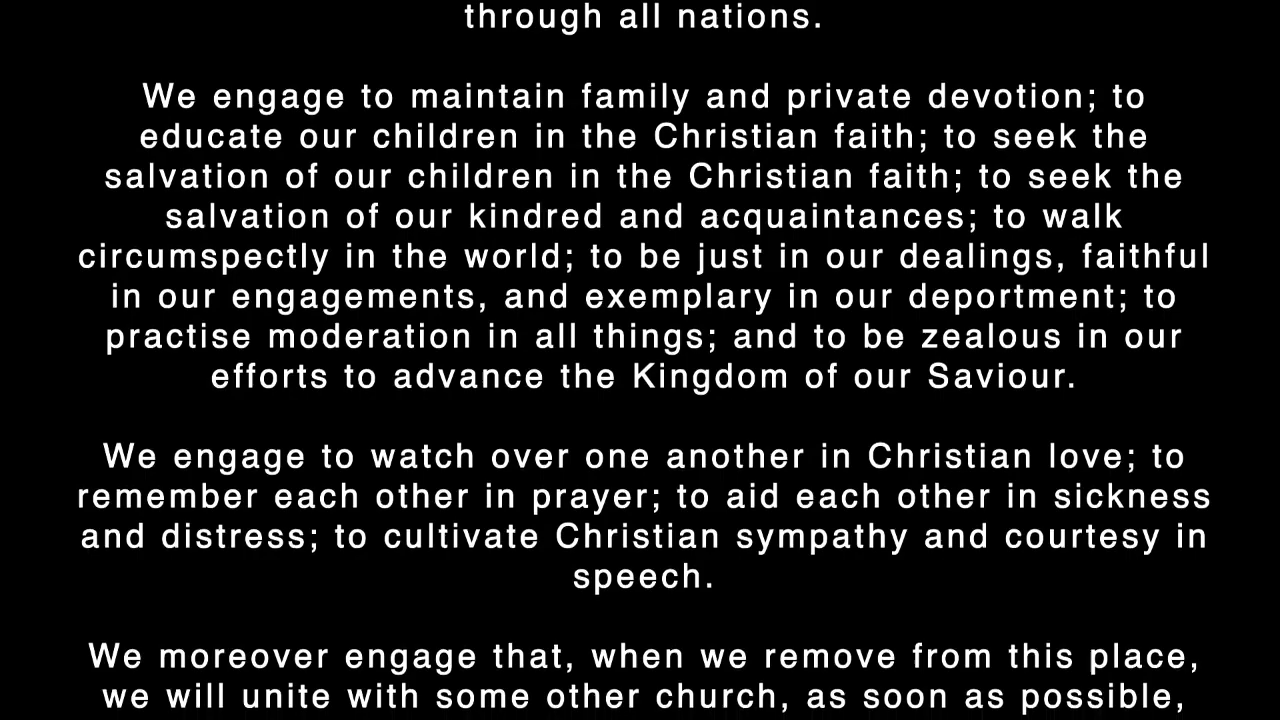 through all nations.
We engage to maintain family and private devotion; to
educate our children in the Christian faith; to seek the
salvation of our children in the Christian faith; to seek the
salvation of our kindred and acquaintances; to walk
circumspectly in the world; to be just in our dealings, faithful
in our engagements, and exemplary in our deportment; to
practise moderation in all things; and to be zealous in our
efforts to advance the Kingdom of our Saviour.
We engage to watch over one another in Christian love; to
remember each other in prayer; to aid each other in sickness
and distress; to cultivate Christian sympathy and courtesy in
speech.
We moreover engage that, when we remove from this place,
we will unite with some other church, as soon as possible,